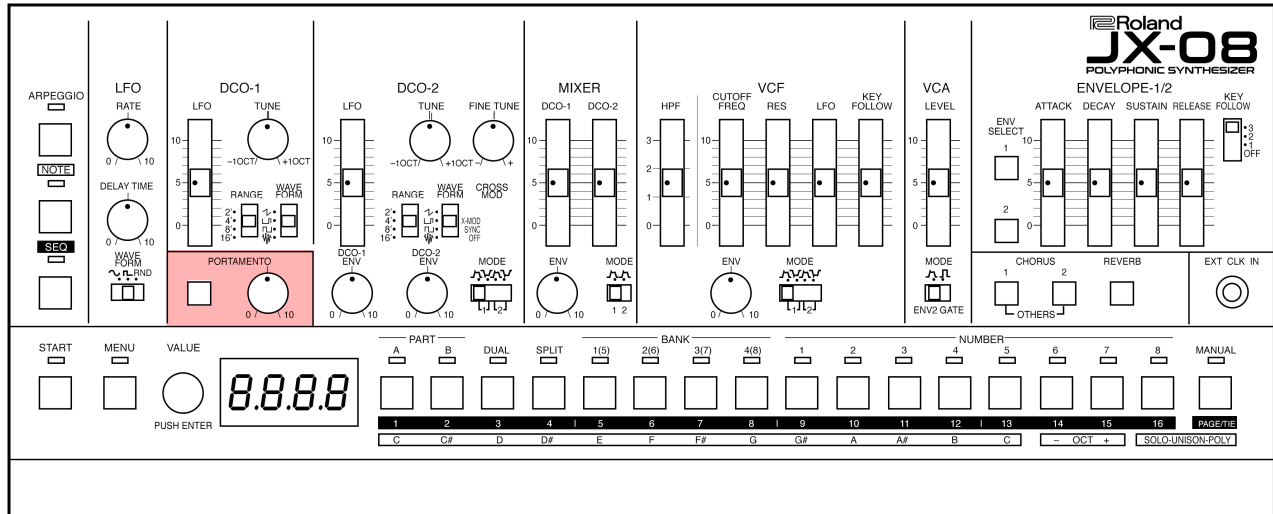 Roland
JX-08
POLYPHONIC SYNTHESIZER
LFO DCO-1 DCO-2 MIXER VCF VCA ENVELOPE-1/2
ARPEGGIO
RATE LFO TUNE LFO TUNE FINE TUNE DCO-1 DCO-2 HPF CUTOFF FREQ RES LFO KEY FOLLOW LEVEL ENV SELECT ATTACK DECAY SUSTAIN RELEASE KEY FOLLOW
0 10
10 5 0
-1OCT +1OCT
10 5 0
-1OCT +1OCT
- +
10 5 0
3 2 1 0
10 5 0
10 5 0
1
2
10 5 0
3
2
1
OFF
NOTE
DELAY TIME
0 10
RANGE WAVE FORM
2'
4'
8'
16'
RANGE WAVE FORM CROSS MOD
2'
4' X-MOD
8' SYNC
16' OFF
SEQ
WAVE FORM
RND
PORTAMENTO
0 10
DCO-1 ENV DCO-2 ENV MODE
0 10 0 10 1 2
ENV MODE
0 10 1 2
ENV MODE
0 10 1 2
MODE
ENV2 GATE
CHORUS REVERB
1 2
OTHERS
EXT CLK IN
START MENU VALUE
PUSH ENTER
8.8.8.8
PART BANK NUMBER
A B DUAL SPLIT 1(5) 2(6) 3(7) 4(8) 1 2 3 4 5 6 7 8 MANUAL
1 2 3 4 5 6 7 8 9 10 11 12 13 14 15 16 PAGE/TIE
C C# D D# E F F# G G# A A# B C - OCT + SOLO-UNISON-POLY